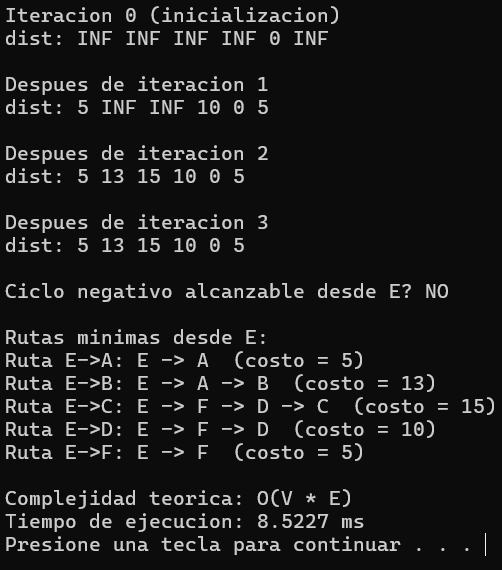 Iteracion 0 (inicializacion)
dist: INF INF INF INF 0 INF
Despues de iteracion 1
dist: 5 INF INF 10 0 5
Despues de iteracion 2
dist: 5 13 15 10 0 5
Despues de iteracion 3
dist: 5 13 15 10 0 5
Ciclo negativo alcanzable desde E? NO
Rutas minimas desde E:
Ruta E->A: E -> A  (costo = 5)
Ruta E->B: E -> A -> B  (costo = 13)
Ruta E->C: E -> F -> D -> C  (costo = 15)
Ruta E->D: E -> F -> D  (costo = 10)
Ruta E->F: E -> F  (costo = 5)
Complejidad teorica: O(V * E)
Tiempo de ejecucion: 8.5227 ms
Presione una tecla para continuar . . .